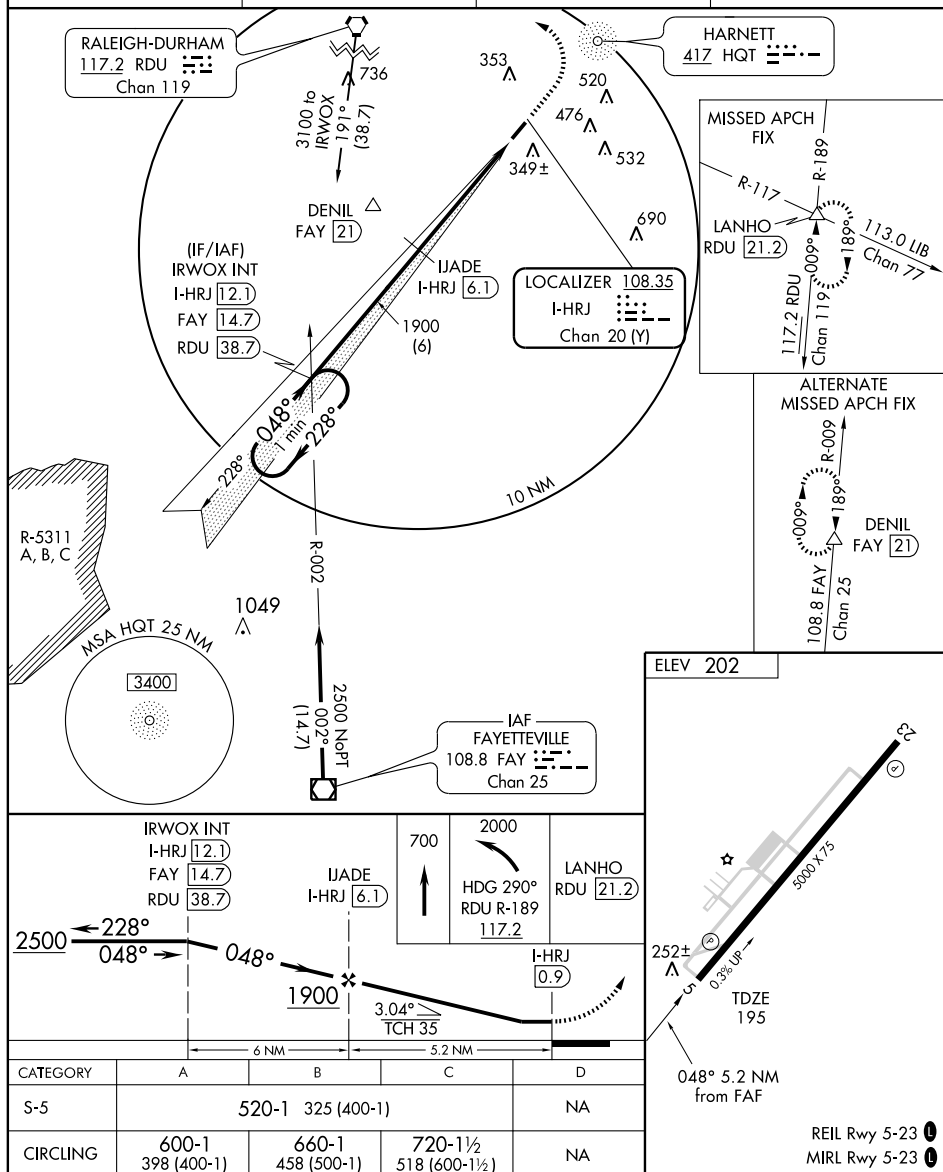 RALEIGH-DURHAM
117.2 RDU
Chan 119
736
3100 to
IRWOX
191°
(38.7)
353
HARNETT
417 HQT
520
476
532
349±
690
DENIL
FAY 21
(IF/IAF)
IRWOX INT
I-HRJ 12.1
FAY 14.7
RDU 38.7
IJADE
I-HRJ 6.1
1900
(6)
LOCALIZER 108.35
I-HRJ
Chan 20 (Y)
048°
1 min
228°
228°
10 NM
R-5311
A, B, C
R-002
1049
MSA HQT 25 NM
3400
2500 NoPT
002°
(14.7)
IAF
FAYETTEVILLE
108.8 FAY
Chan 25
MISSED APCH
FIX
R-189
R-117
LANHO
RDU 21.2
009°
189°
113.0 LIB
Chan 77
117.2 RDU
Chan 119
ALTERNATE
MISSED APCH FIX
R-009
009°
189°
DENIL
FAY 21
108.8 FAY
Chan 25
ELEV 202
23
P
5000 X 75
252±
P
0.3% UP
5
TDZE
195
048° 5.2 NM
from FAF
REIL Rwy 5-23 L
MIRL Rwy 5-23 L
IRWOX INT
I-HRJ 12.1
FAY 14.7
RDU 38.7
IJADE
I-HRJ 6.1
700
2000
HDG 290°
RDU R-189
117.2
LANHO
RDU 21.2
2500
228°
048°
048°
1900
3.04°
TCH 35
I-HRJ
0.9
6 NM
5.2 NM
CATEGORY A B C D
S-5 520-1 325 (400-1) NA
CIRCLING 600-1 398 (400-1) 660-1 458 (500-1) 720-1½ 518 (600-1½) NA